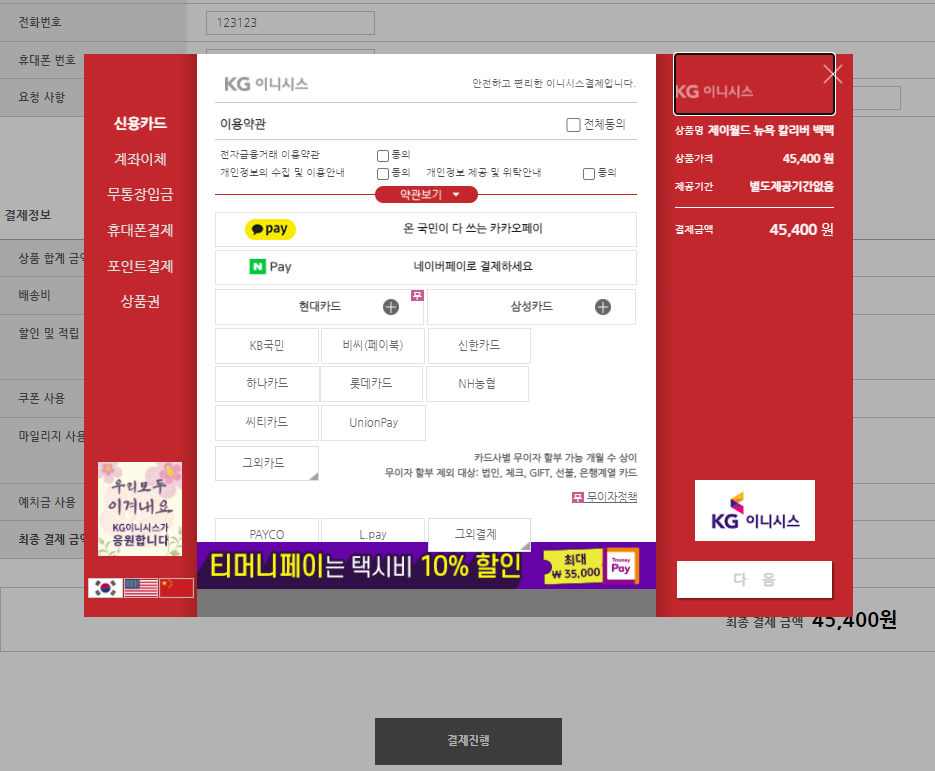 전화번호
123123
휴대폰 번호
요청 사항
결제정보
상품 합계 금
배송비
할인 및 적립
쿠폰 사용
마일리지 사용
예치금 사용
최종 결제 금
신용카드
계좌이체
무통장입금
휴대폰결제
포인트결제
상품권
우리모두
이겨내요
KG이니시스가
응원합니다
KG 이니시스
안전하고 편리한 이니시스결제입니다.
이용약관
전체동의
전자금융거래 이용약관 동의
개인정보의 수집 및 이용안내 동의 개인정보 제공 및 위탁안내 동의
약관보기
pay 온 국민이 다 쓰는 카카오페이
N Pay 네이버페이로 결제하세요
현대카드 무 삼성카드
KB국민 비씨(페이북) 신한카드
하나카드 롯데카드 NH농협
씨티카드 UnionPay
그외카드
카드사별 무이자 할부 가능 개월 수 상이
무이자 할부 제외 대상: 법인, 체크, GIFT, 선불, 은행계열 카드
무 무이자정책
PAYCO L.pay 그외결제
티머니페이는 택시비 10% 할인 최대 ₩35,000 Tmoney Pay
KG 이니시스
상품명 제이월드 뉴욕 칼리버 백팩
상품가격 45,400 원
제공기간 별도제공기간없음
결제금액 45,400 원
KG 이니시스
다 음
최종 결제 금액 45,400원
결제진행